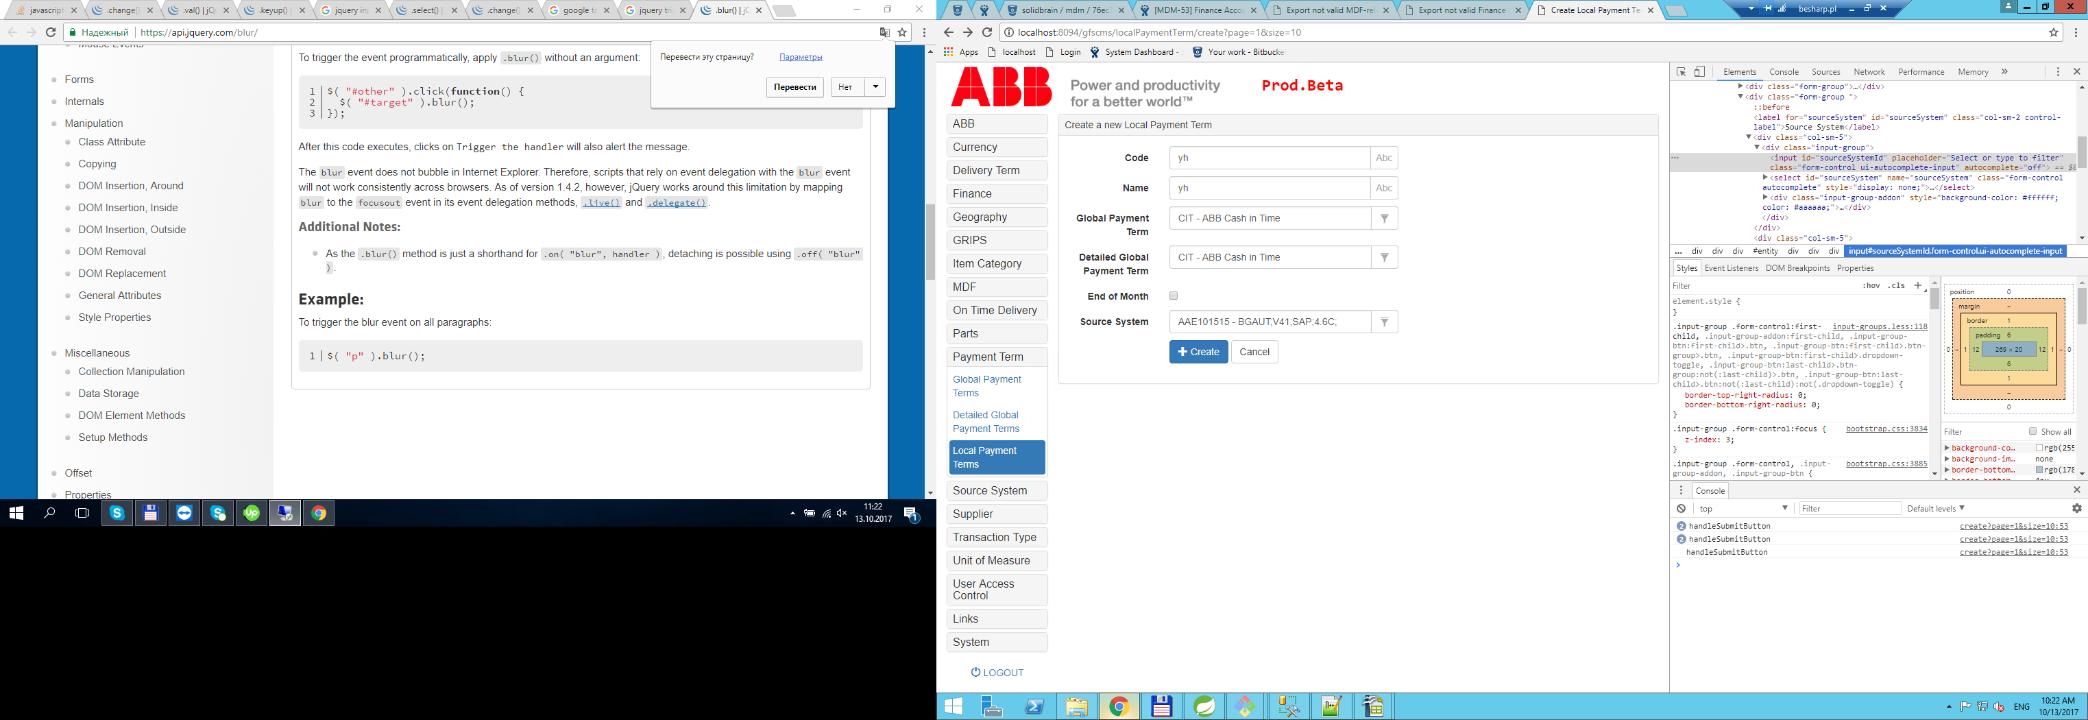 javascript
.change()
.val() | jQ
.keyup() |
jquery inp
.select() |
.change()
google tr
jquery tri
.blur() | jQ
Надежный | https://api.jquery.com/blur/
Перевести эту страницу?
Параметры
Перевести
Нет
Mouse Events
Forms
Internals
Manipulation
Class Attribute
Copying
DOM Insertion, Around
DOM Insertion, Inside
DOM Insertion, Outside
DOM Removal
DOM Replacement
General Attributes
Style Properties
Miscellaneous
Collection Manipulation
Data Storage
DOM Element Methods
Setup Methods
Offset
Properties
To trigger the event programmatically, apply .blur() without an argument:
1 $( "#other" ).click(function() {
2 $( "#target" ).blur();
3 });
After this code executes, clicks on Trigger the handler will also alert the message.
The blur event does not bubble in Internet Explorer. Therefore, scripts that rely on event delegation with the blur event
will not work consistently across browsers. As of version 1.4.2, however, jQuery works around this limitation by mapping
blur to the focusout event in its event delegation methods, .live() and .delegate().
Additional Notes:
As the .blur() method is just a shorthand for .on( "blur", handler ), detaching is possible using .off( "blur"
).
Example:
To trigger the blur event on all paragraphs:
1 $( "p" ).blur();
11:22
13.10.2017
solidbrain / mdm / 76ec
[MDM-53] Finance Acco
Export not valid MDF-re
Export not valid Finance
Create Local Payment Te
besharp.pl
localhost:8094/gfscms/localPaymentTerm/create?page=1&size=10
Apps
localhost
Login
System Dashboard -
Your work - Bitbucke
ABB
Power and productivity
for a better world™
Prod.Beta
ABB
Currency
Delivery Term
Finance
Geography
GRIPS
Item Category
MDF
On Time Delivery
Parts
Payment Term
Global Payment
Terms
Detailed Global
Payment Terms
Local Payment
Terms
Source System
Supplier
Transaction Type
Unit of Measure
User Access
Control
Links
System
LOGOUT
Create a new Local Payment Term
Code yh Abc
Name yh Abc
Global Payment
Term
CIT - ABB Cash in Time
Detailed Global
Payment Term
CIT - ABB Cash in Time
End of Month
Source System AAE101515 - BGAUT;V41;SAP;4.6C;
Create
Cancel
Elements Console Sources Network Performance Memory »
<div class="form-group">…</div>
<div class="form-group ">
::before
<label for="sourceSystem" id="sourceSystem" class="col-sm-2 control-
label">Source System</label>
<div class="col-sm-5">
<div class="input-group">
<input id="sourceSystemId" placeholder="Select or type to filter"
class="form-control ui-autocomplete-input" autocomplete="off"> ==
<select id="sourceSystem" name="sourceSystem" class="form-control
autocomplete" style="display: none;">…</select>
<div class="input-group-addon" style="background-color: #ffffff;
color: #aaaaaa;">…</div>
</div>
<div class="col-sm-5">
... div div div #entity div div div input#sourceSystemId.form-control.ui-autocomplete-input
Styles Event Listeners DOM Breakpoints Properties
Filter :hov .cls +
element.style {
}
.input-group .form-control:first- input-groups.less:118
child, .input-group-addon:first-child, .input-group-
btn:first-child>.btn, .input-group-btn:first-child>.btn-
group>.btn, .input-group-btn:first-child>.dropdown-
toggle, .input-group-btn:last-child>.btn-
group:not(:last-child)>.btn, .input-group-btn:last-
child>.btn:not(:last-child):not(.dropdown-toggle) {
border-top-right-radius: 0;
border-bottom-right-radius: 0;
}
.input-group .form-control:focus { bootstrap.css:3834
z-index: 3;
}
.input-group .form-control, .input- bootstrap.css:3885
group-addon, .input-group-btn {
position 0
margin –
border 1
padding 6
0 – 1 12 269 × 20 12 1 – 0
6
1
–
0
Filter Show all
background-co… rgb(255
background-im… none
border-bottom… rgb(178
Console
top Filter Default levels
2 handleSubmitButton create?page=1&size=10:53
2 handleSubmitButton create?page=1&size=10:53
handleSubmitButton create?page=1&size=10:53
ENG
10:22 AM
10/13/2017